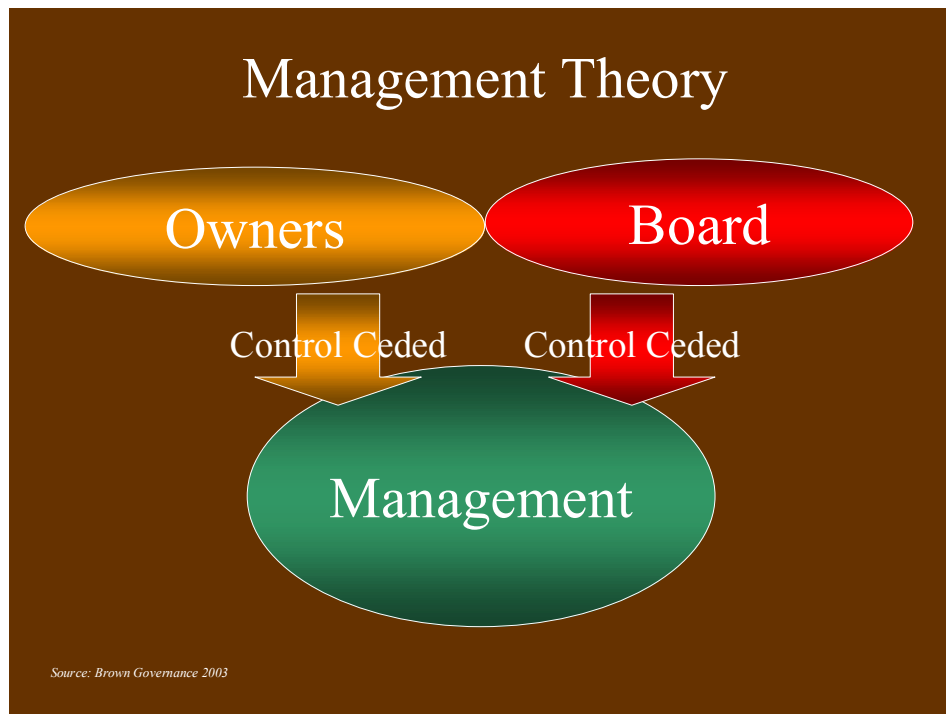 Management Theory
Owners
Board
Control Ceded
Control Ceded
Management
Source: Brown Governance 2003